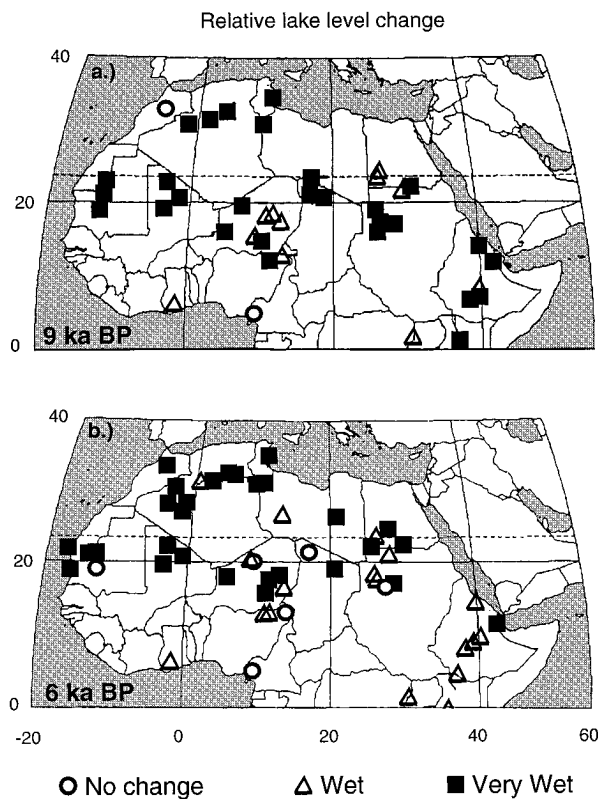 Relative lake level change
40
a.)
20
9 ka BP
0
40
b.)
20
6 ka BP
0
-20 0 20 40 60
No change Wet Very Wet